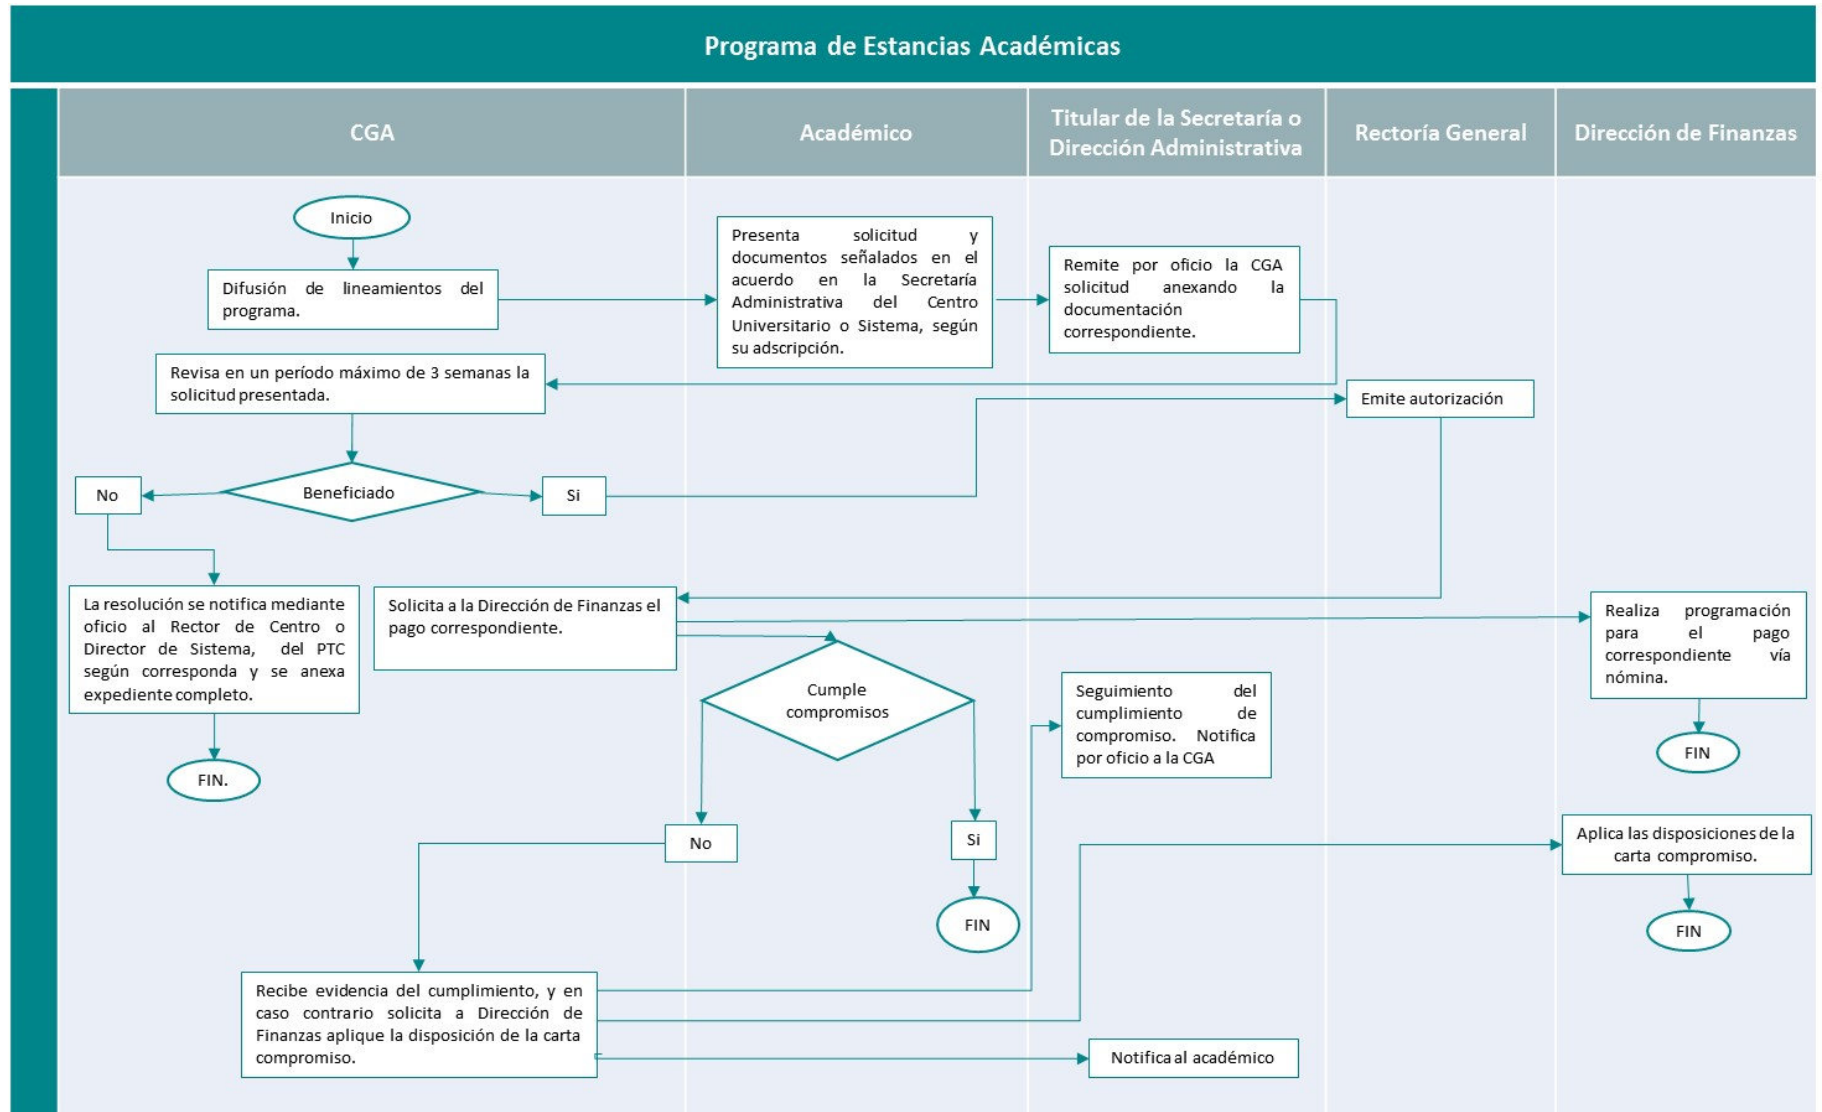 Programa de Estancias Académicas
CGA
Académico
Titular de la Secretaría o
Dirección Administrativa
Rectoría General
Dirección de Finanzas
Inicio
Difusión de lineamientos del
programa.
Presenta solicitud y
documentos señalados en el
acuerdo en la Secretaría
Administrativa del Centro
Universitario o Sistema, según
su adscripción.
Remite por oficio la CGA
solicitud anexando la
documentación
correspondiente.
Revisa en un período máximo de 3 semanas la
solicitud presentada.
Emite autorización
No
Beneficiado
Si
La resolución se notifica mediante
oficio al Rector de Centro o
Director de Sistema, del PTC
según corresponda y se anexa
expediente completo.
Solicita a la Dirección de Finanzas el
pago correspondiente.
Realiza programación
para el pago
correspondiente vía
nómina.
Cumple
compromisos
Seguimiento del
cumplimiento de
compromiso. Notifica
por oficio a la CGA
FIN
FIN.
No
Si
Aplica las disposiciones de la
carta compromiso.
FIN
FIN
Recibe evidencia del cumplimiento, y en
caso contrario solicita a Dirección de
Finanzas aplique la disposición de la carta
compromiso.
Notifica al académico